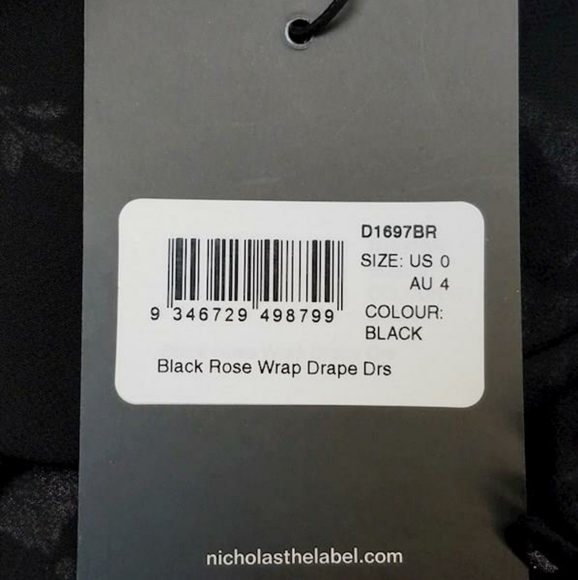 D1697BR
SIZE: US 0
AU 4
COLOUR:
BLACK
9 346729 498799
Black Rose Wrap Drape Drs
nicholasthelabel.com